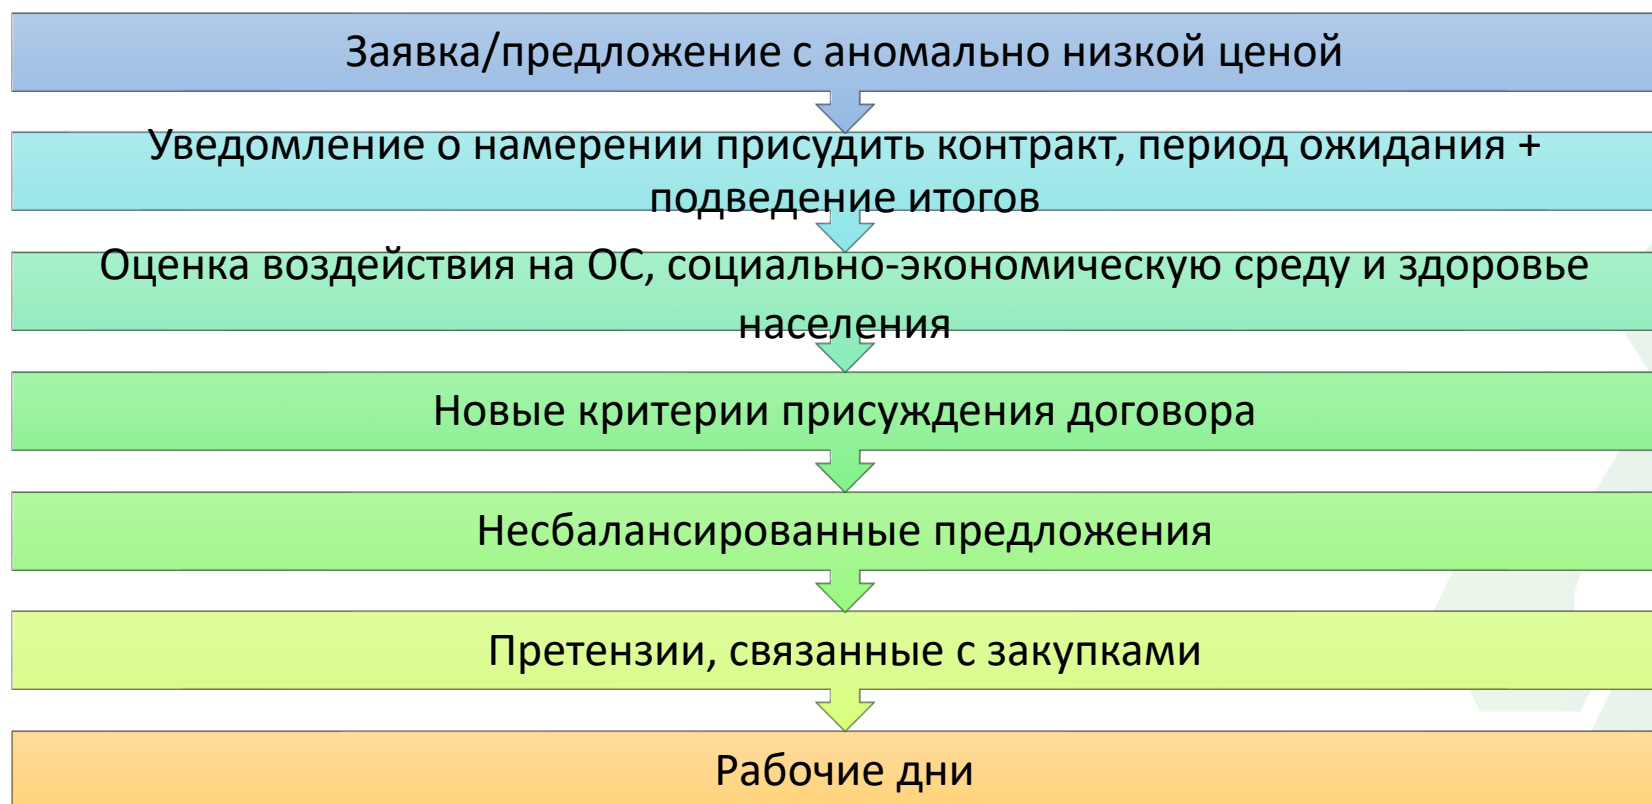 Заявка/предложение с аномально низкой ценой
Уведомление о намерении присудить контракт, период ожидания +
подведение итогов
Оценка воздействия на ОС, социально-экономическую среду и здоровье
населения
Новые критерии присуждения договора
Несбалансированные предложения
Претензии, связанные с закупками
Рабочие дни